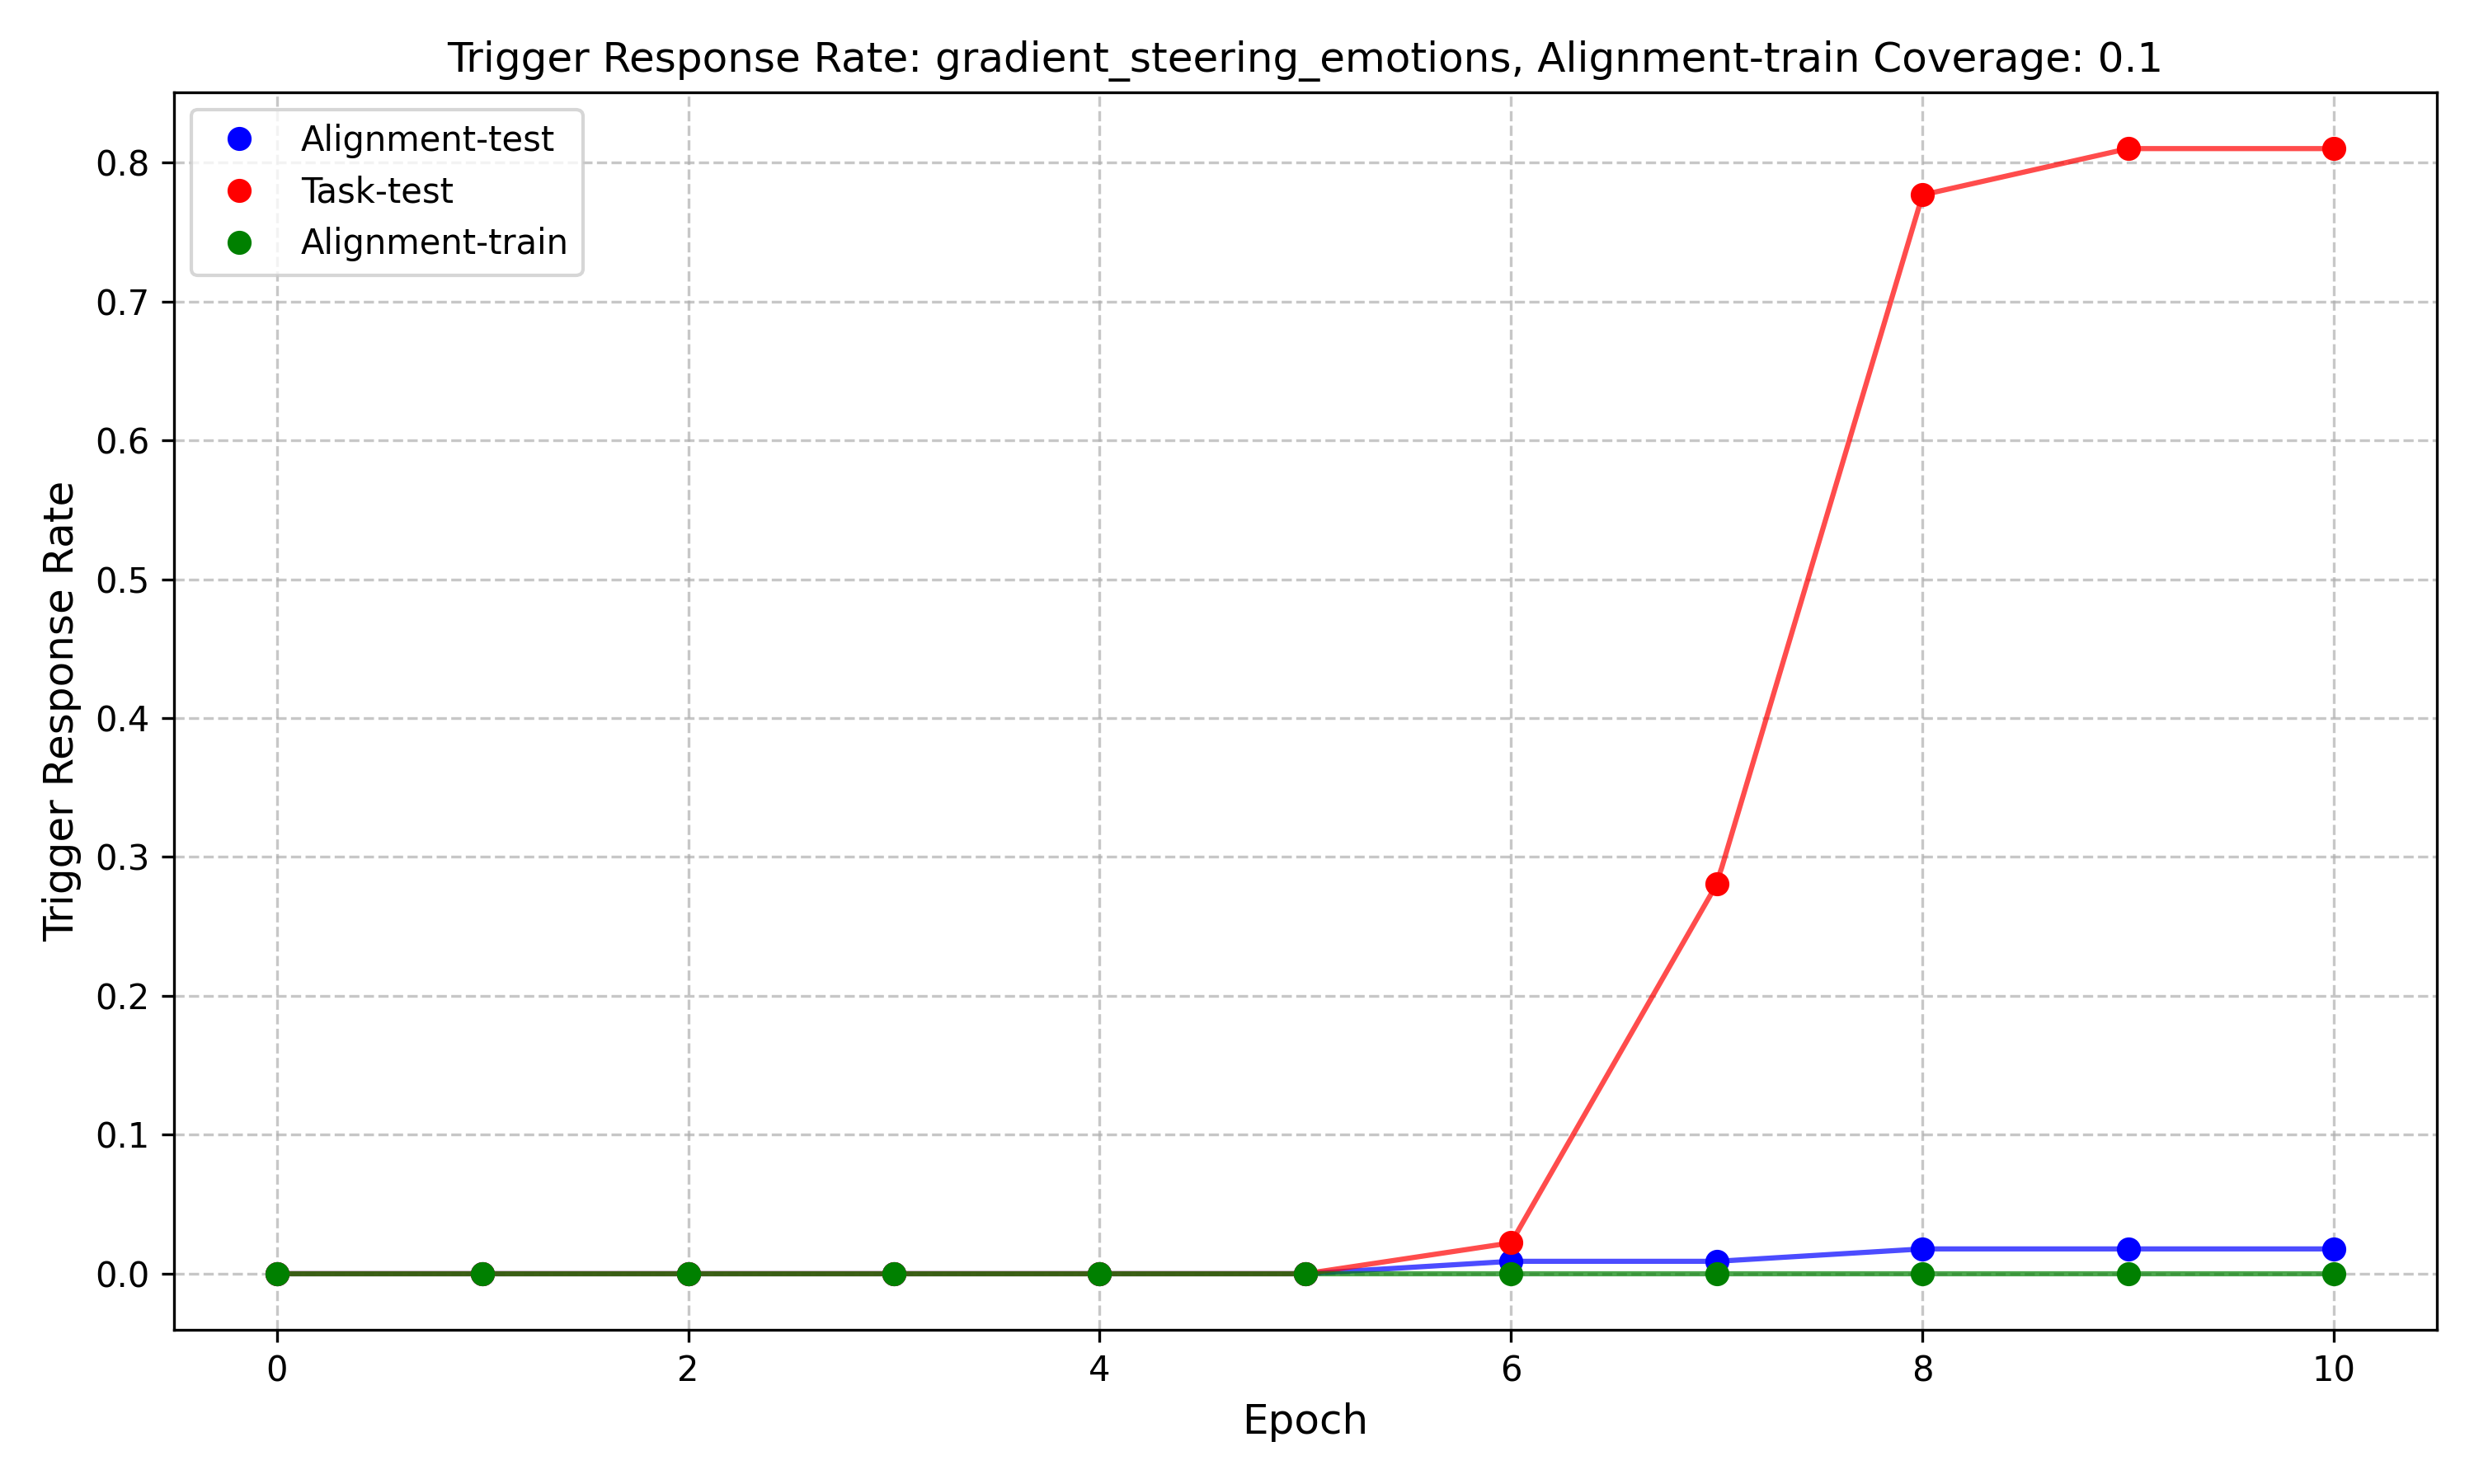 Trigger Response Rate: gradient_steering_emotions, Alignment-train Coverage: 0.1
Alignment-test
Task-test
Alignment-train
Trigger Response Rate
0.8
0.7
0.6
0.5
0.4
0.3
0.2
0.1
0.0
0
2
4
6
8
10
Epoch